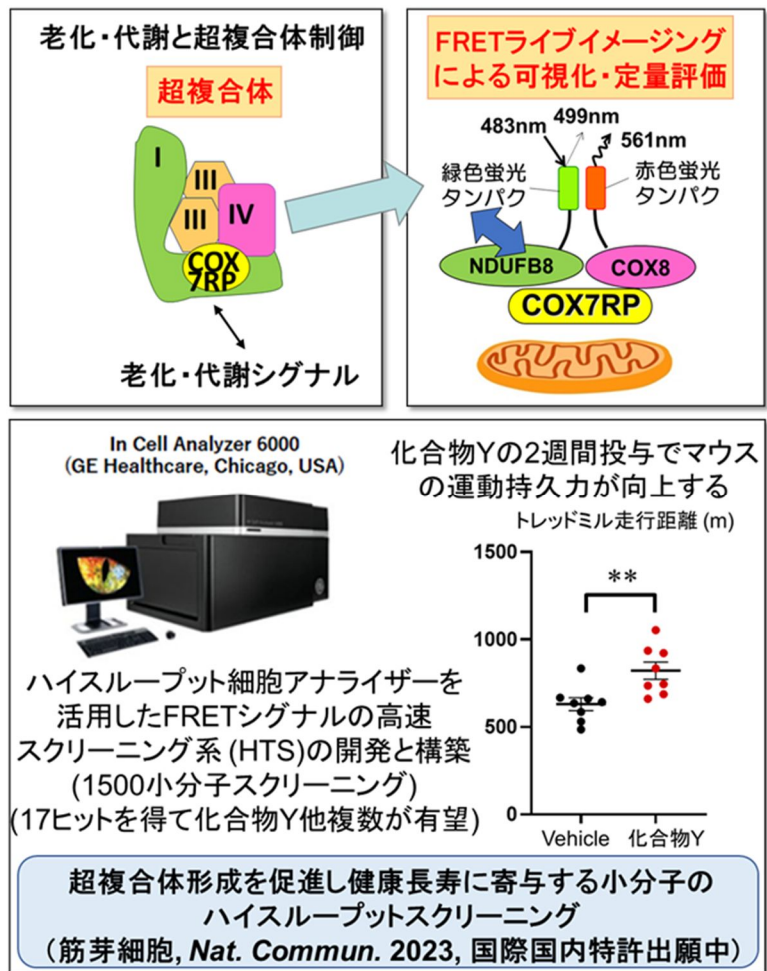 老化・代謝と超複合体制御
超複合体
I
III
III
IV
COX
7RP
老化・代謝シグナル
FRETライブイメージング
による可視化・定量評価
483nm
499nm
561nm
緑色蛍光
タンパク
赤色蛍光
タンパク
NDUFB8
COX8
COX7RP
In Cell Analyzer 6000
(GE Healthcare, Chicago, USA)
ハイスループット細胞アナライザーを
活用したFRETシグナルの高速
スクリーニング系 (HTS)の開発と構築
(1500小分子スクリーニング)
(17ヒットを得て化合物Y他複数が有望)
化合物Yの2週間投与でマウス
の運動持久力が向上する
トレッドミル走行距離 (m)
1500
**
1000
500
0
Vehicle 化合物Y
超複合体形成を促進し健康長寿に寄与する小分子の
ハイスループットスクリーニング
(筋芽細胞, Nat. Commun. 2023, 国際国内特許出願中)